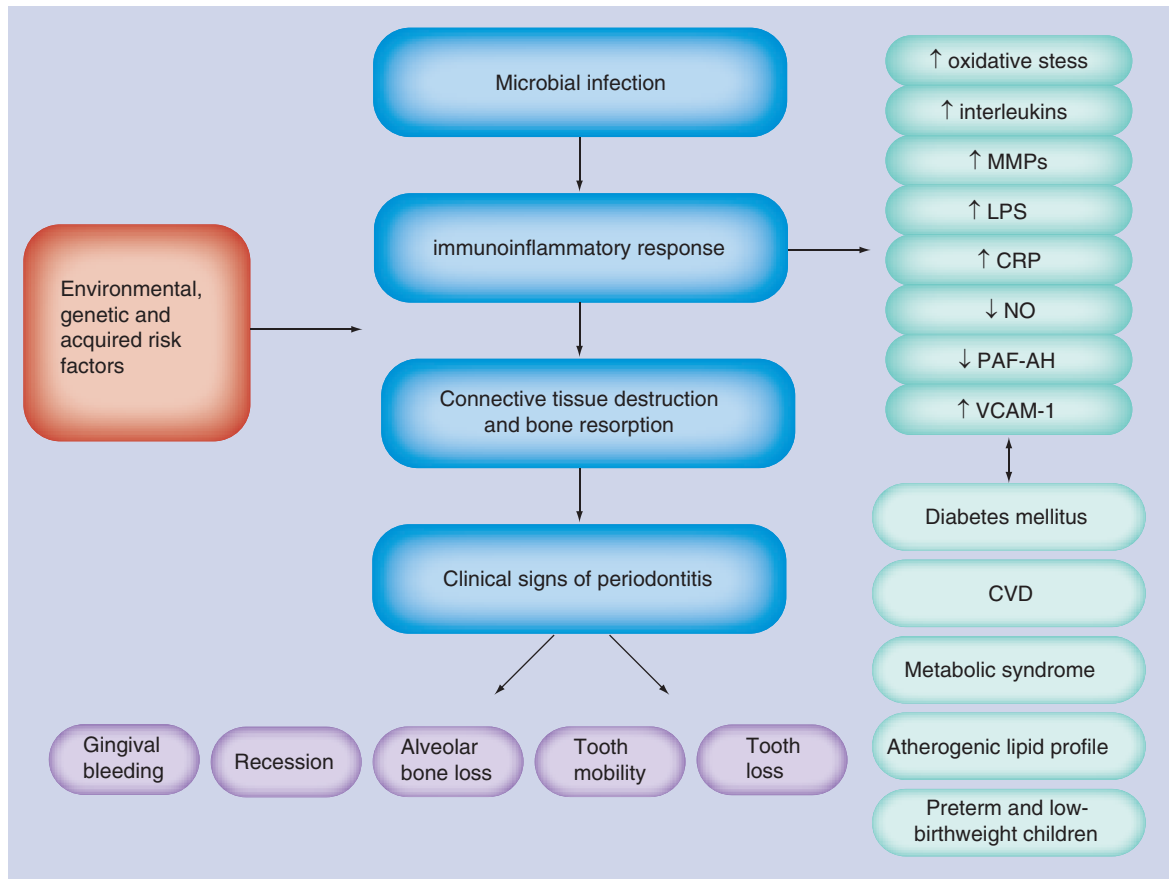 Microbial infection
immunoinflammatory response
Environmental,
genetic and
acquired risk
factors
Connective tissue destruction
and bone resorption
Clinical signs of periodontitis
Gingival
bleeding
Recession
Alveolar
bone loss
Tooth
mobility
Tooth
loss
↑ oxidative stess
↑ interleukins
↑ MMPs
↑ LPS
↑ CRP
↓ NO
↓ PAF-AH
↑ VCAM-1
Diabetes mellitus
CVD
Metabolic syndrome
Atherogenic lipid profile
Preterm and low-
birthweight children